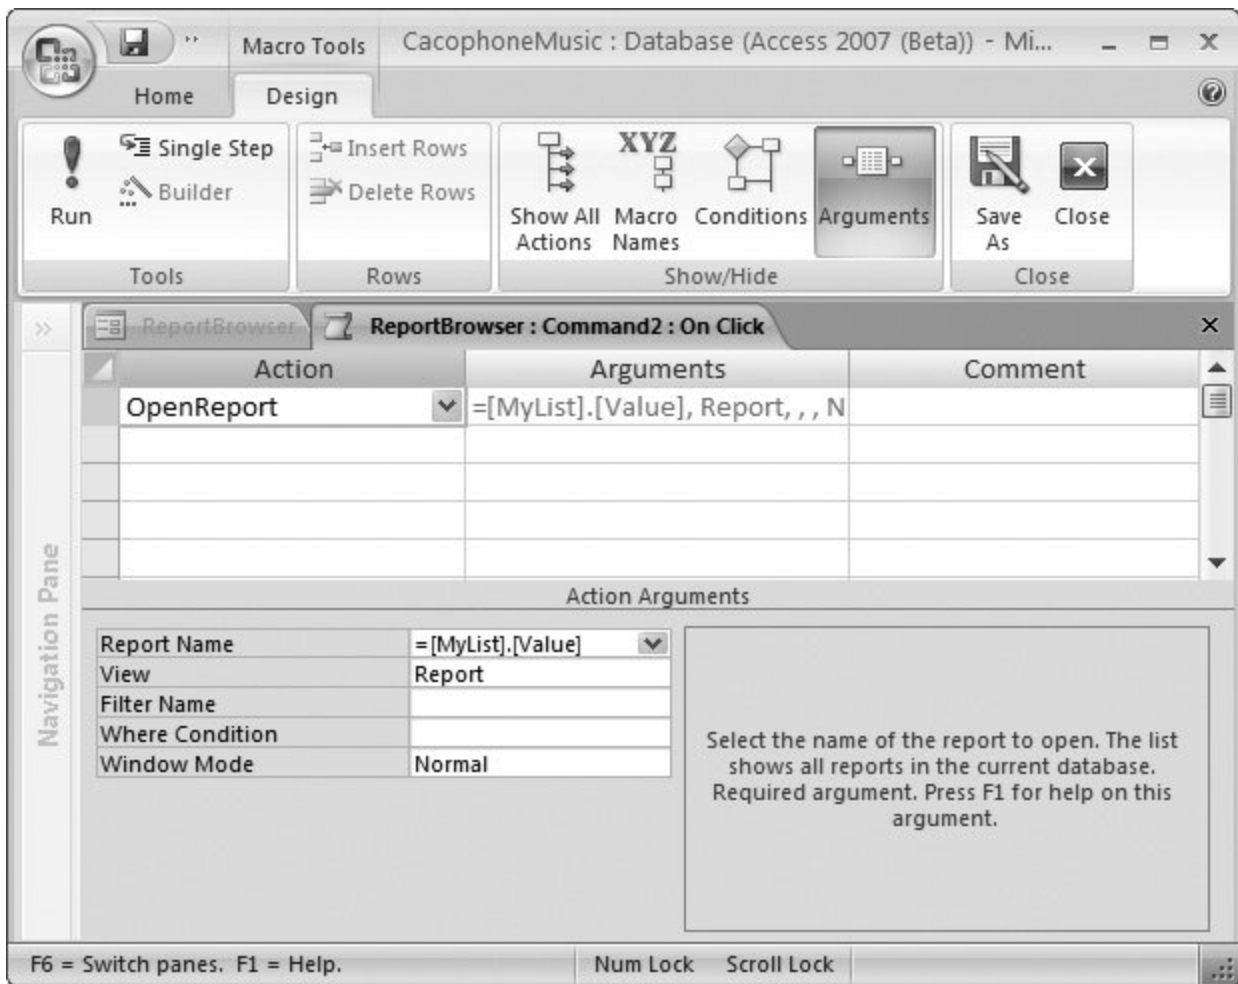 Macro Tools
CacophoneMusic : Database (Access 2007 (Beta)) - Mi...
Home
Design
Run
Single Step
Builder
Tools
Insert Rows
Delete Rows
Rows
Show All Actions
Macro Names
Conditions
Arguments
Show/Hide
Save As
Close
Close
ReportBrowser
ReportBrowser : Command2 : On Click
Action
Arguments
Comment
OpenReport
=[MyList].[Value], Report, , , N
Navigation Pane
Action Arguments
Report Name
=[MyList].[Value]
View
Report
Filter Name
Where Condition
Window Mode
Normal
Select the name of the report to open. The list
shows all reports in the current database.
Required argument. Press F1 for help on this
argument.
F6 = Switch panes. F1 = Help.
Num Lock
Scroll Lock